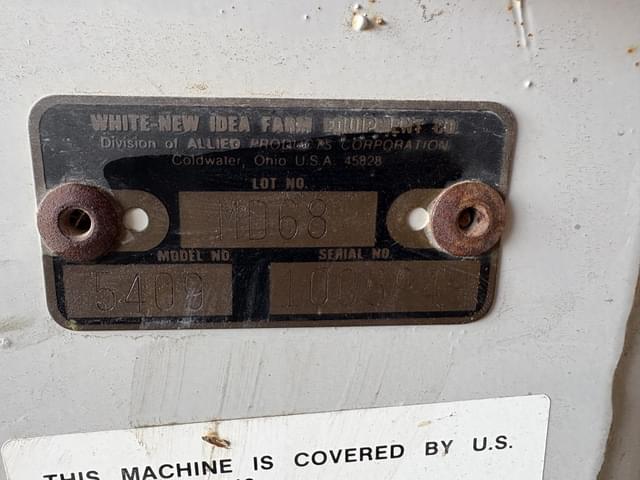 WHITE-NEW IDEA FARM EQUIPMENT CO
Division of ALLIED PRODUCTS CORPORATION
Coldwater, Ohio U.S.A. 45828
LOT NO.
MD68
MODEL NO. SERIAL NO.
5409
THIS MACHINE IS COVERED BY U.S.